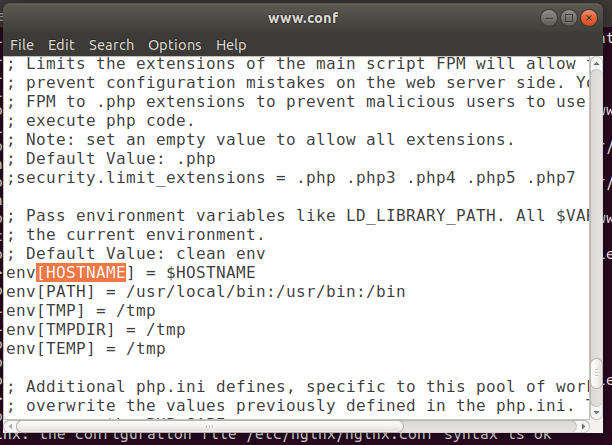 www.conf
File Edit Search Options Help
; Limits the extensions of the main script FPM will allow
; prevent configuration mistakes on the web server side.
; FPM to .php extensions to prevent malicious users to use
; execute php code.
; Note: set an empty value to allow all extensions.
; Default Value: .php
;security.limit_extensions = .php .php3 .php4 .php5 .php7
; Pass environment variables like LD_LIBRARY_PATH. All
; the current environment.
; Default Value: clean env
env[HOSTNAME] = $HOSTNAME
env[PATH] = /usr/local/bin:/usr/bin:/bin
env[TMP] = /tmp
env[TMPDIR] = /tmp
env[TEMP] = /tmp
; Additional php.ini defines, specific to this pool of
; overwrite the values previously defined in the php.ini.
the configuration file /etc/nginx/nginx.conf syntax is ok